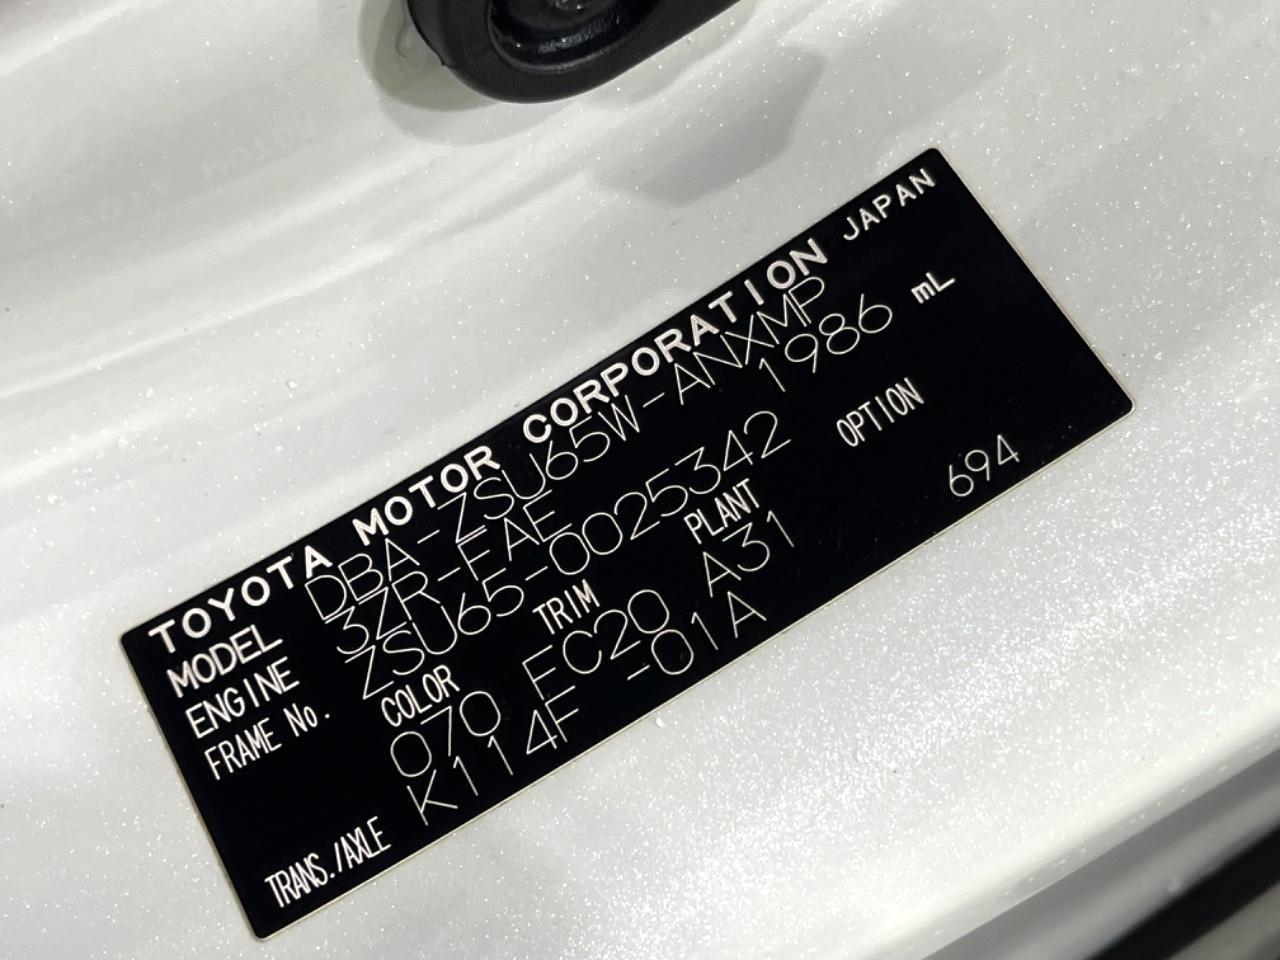 TOYOTA MOTOR CORPORATION JAPAN
MODEL DBA-ZSU65W-ANXMP
ENGINE 3ZR-FAE 1986 mL
FRAME No. ZSU65-0025342
COLOR TRIM PLANT OPTION
070 FC20 A31 694
TRANS./AXLE K114F -01A